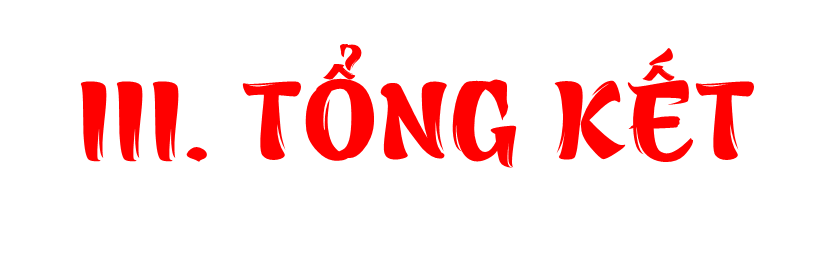 III. TỔNG KẾT